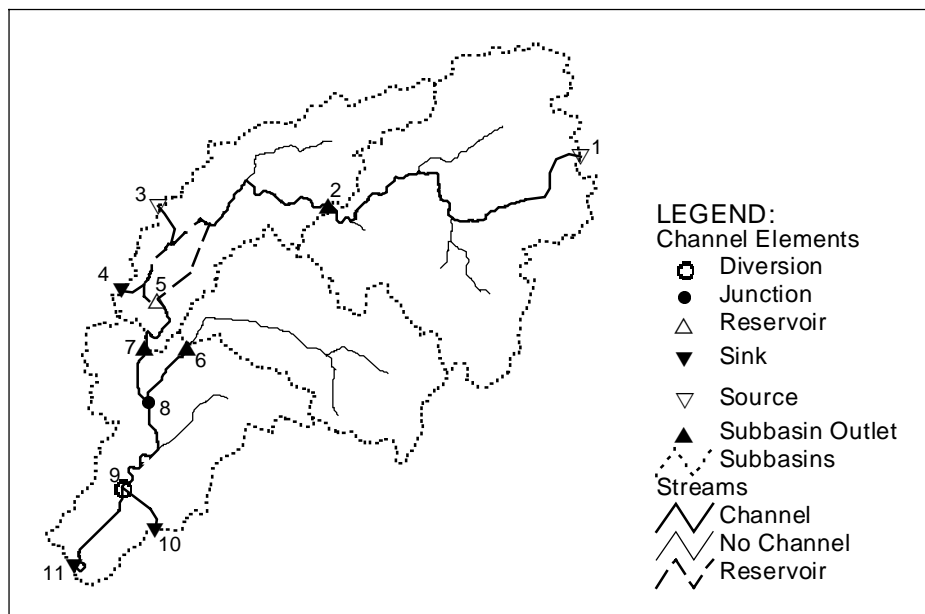 1
2
3
4
5
6
7
8
9
10
11
LEGEND:
Channel Elements
Diversion
Junction
Reservoir
Sink
Source
Subbasin Outlet
Subbasins
Streams
Channel
No Channel
Reservoir